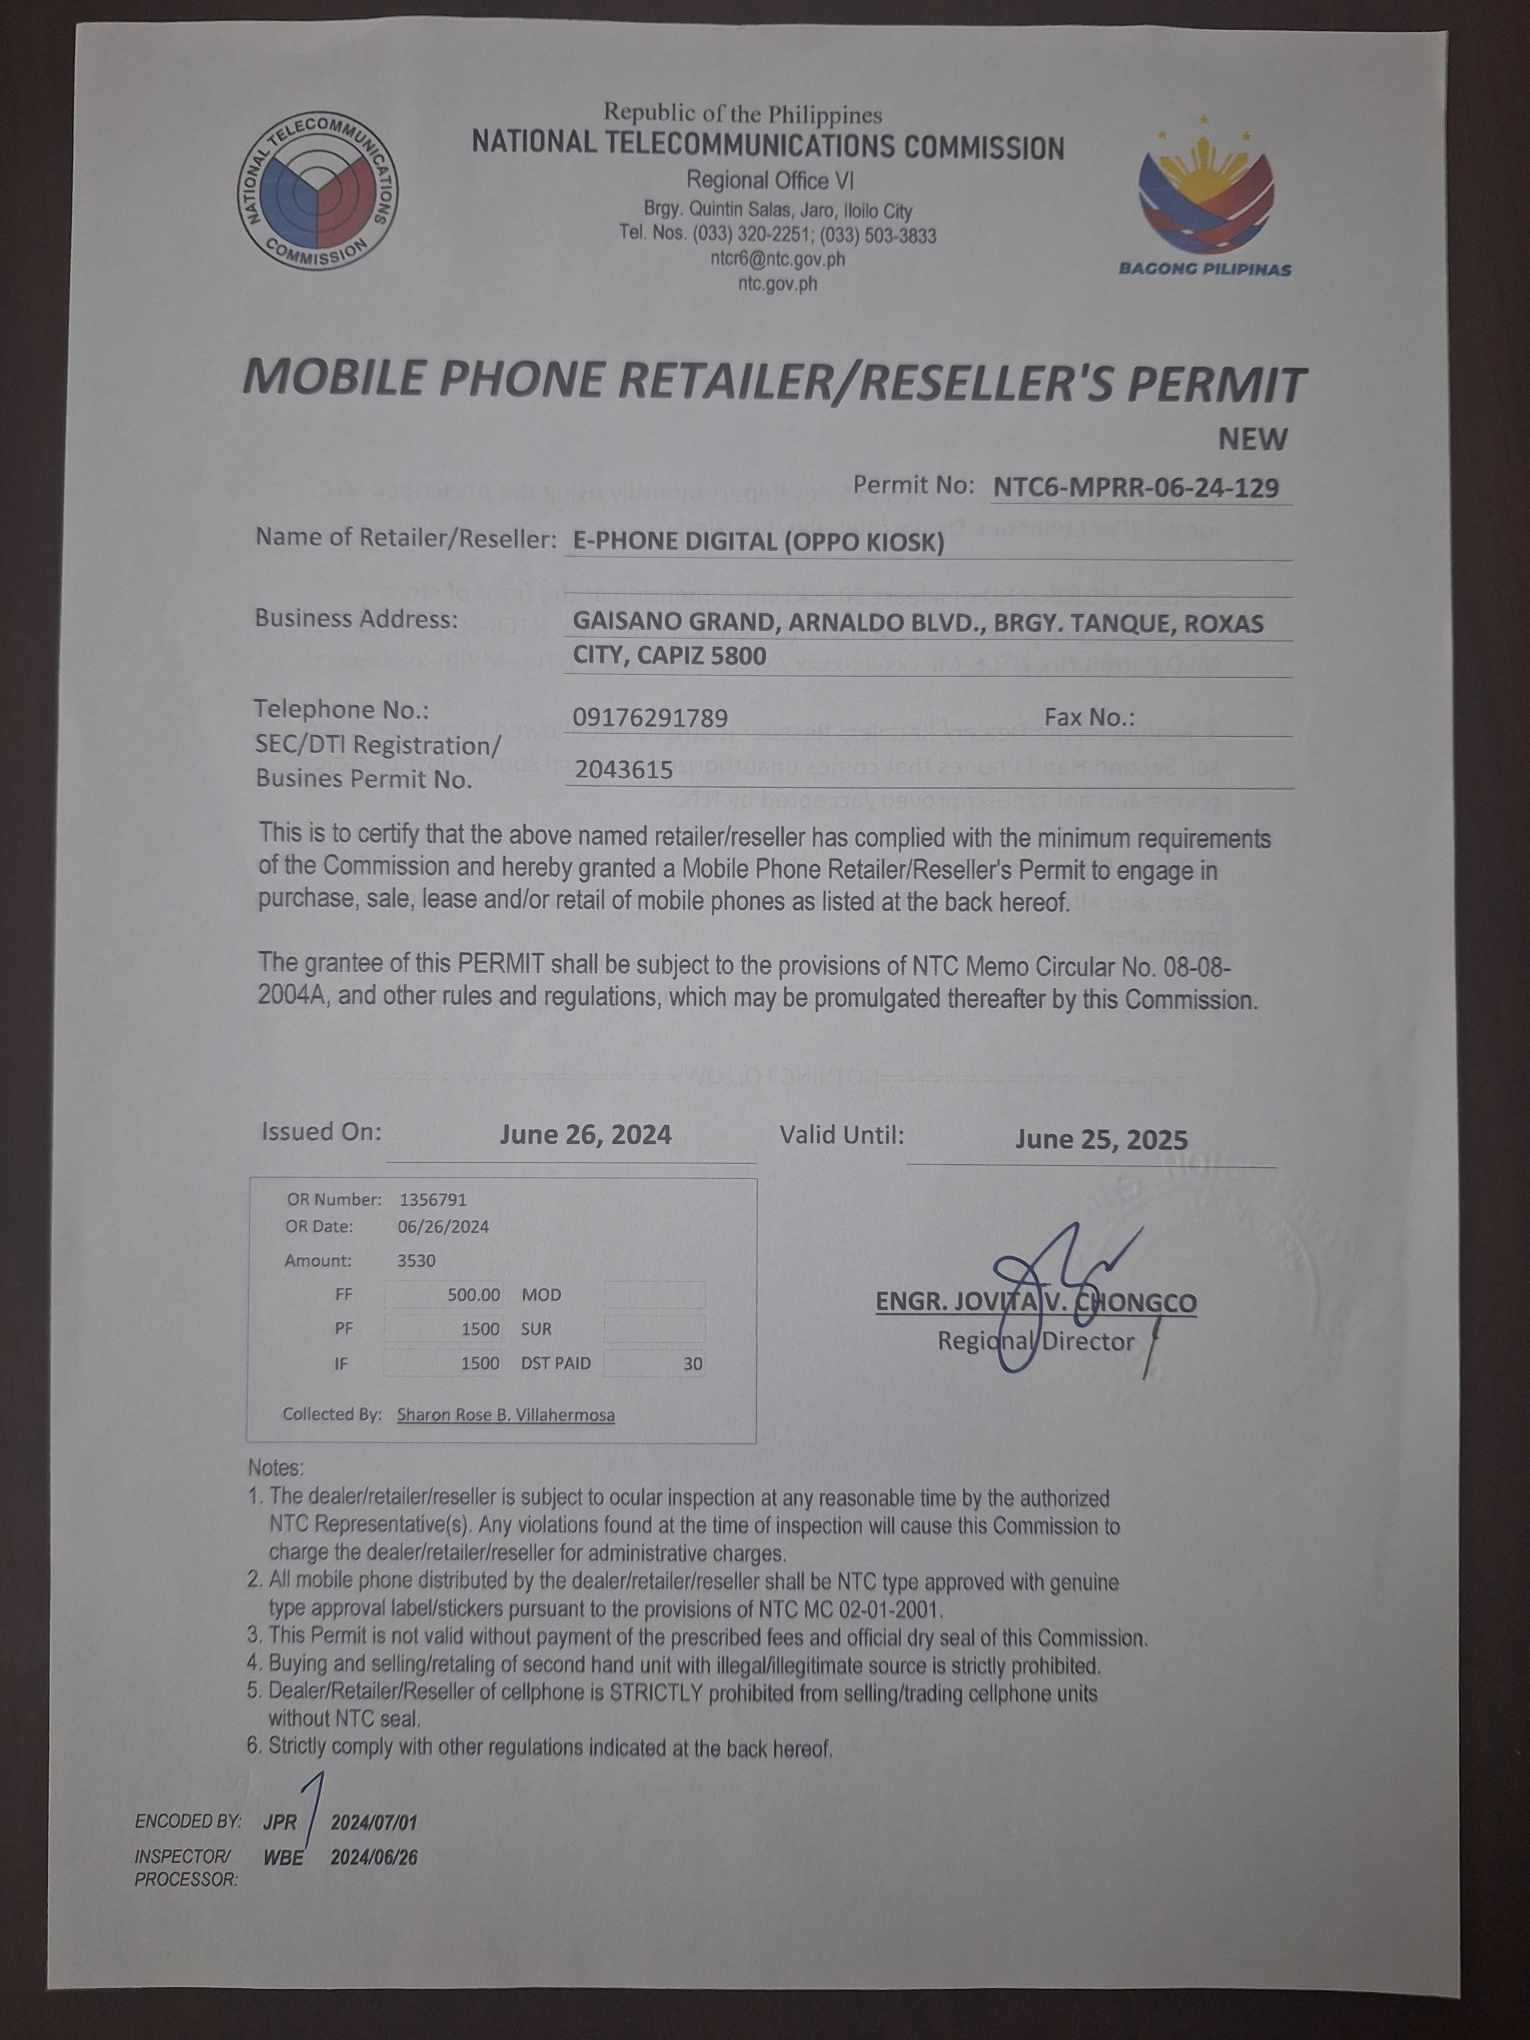 NATIONAL TELECOMMUNICATIONS
COMMISSION
Republic of the Philippines
NATIONAL TELECOMMUNICATIONS COMMISSION
Regional Office VI
Brgy. Quintin Salas, Jaro, Iloilo City
Tel. Nos. (033) 320-2251; (033) 503-3833
ntcr6@ntc.gov.ph
ntc.gov.ph
BAGONG PILIPINAS
MOBILE PHONE RETAILER/RESELLER'S PERMIT
NEW
Permit No: NTC6-MPRR-06-24-129
Name of Retailer/Reseller: E-PHONE DIGITAL (OPPO KIOSK)
Business Address: GAISANO GRAND, ARNALDO BLVD., BRGY. TANQUE, ROXAS
CITY, CAPIZ 5800
Telephone No.: 09176291789 Fax No.:
SEC/DTI Registration/
Busines Permit No. 2043615
This is to certify that the above named retailer/reseller has complied with the minimum requirements
of the Commission and hereby granted a Mobile Phone Retailer/Reseller's Permit to engage in
purchase, sale, lease and/or retail of mobile phones as listed at the back hereof.
The grantee of this PERMIT shall be subject to the provisions of NTC Memo Circular No. 08-08-
2004A, and other rules and regulations, which may be promulgated thereafter by this Commission.
Issued On: June 26, 2024 Valid Until: June 25, 2025
OR Number: 1356791
OR Date: 06/26/2024
Amount: 3530
FF 500.00 MOD
PF 1500 SUR
IF 1500 DST PAID 30
Collected By: Sharon Rose B. Villahermosa
ENGR. JOVITA V. CHONGCO
Regional Director
Notes:
1. The dealer/retailer/reseller is subject to ocular inspection at any reasonable time by the authorized
NTC Representative(s). Any violations found at the time of inspection will cause this Commission to
charge the dealer/retailer/reseller for administrative charges.
2. All mobile phone distributed by the dealer/retailer/reseller shall be NTC type approved with genuine
type approval label/stickers pursuant to the provisions of NTC MC 02-01-2001.
3. This Permit is not valid without payment of the prescribed fees and official dry seal of this Commission.
4. Buying and selling/retaling of second hand unit with illegal/illegitimate source is strictly prohibited.
5. Dealer/Retailer/Reseller of cellphone is STRICTLY prohibited from selling/trading cellphone units
without NTC seal.
6. Strictly comply with other regulations indicated at the back hereof.
ENCODED BY: JPR 2024/07/01
INSPECTOR/ WBE 2024/06/26
PROCESSOR: